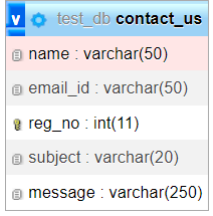 v test_db contact_us
name : varchar(50)
email_id : varchar(50)
reg_no : int(11)
subject : varchar(20)
message : varchar(250)